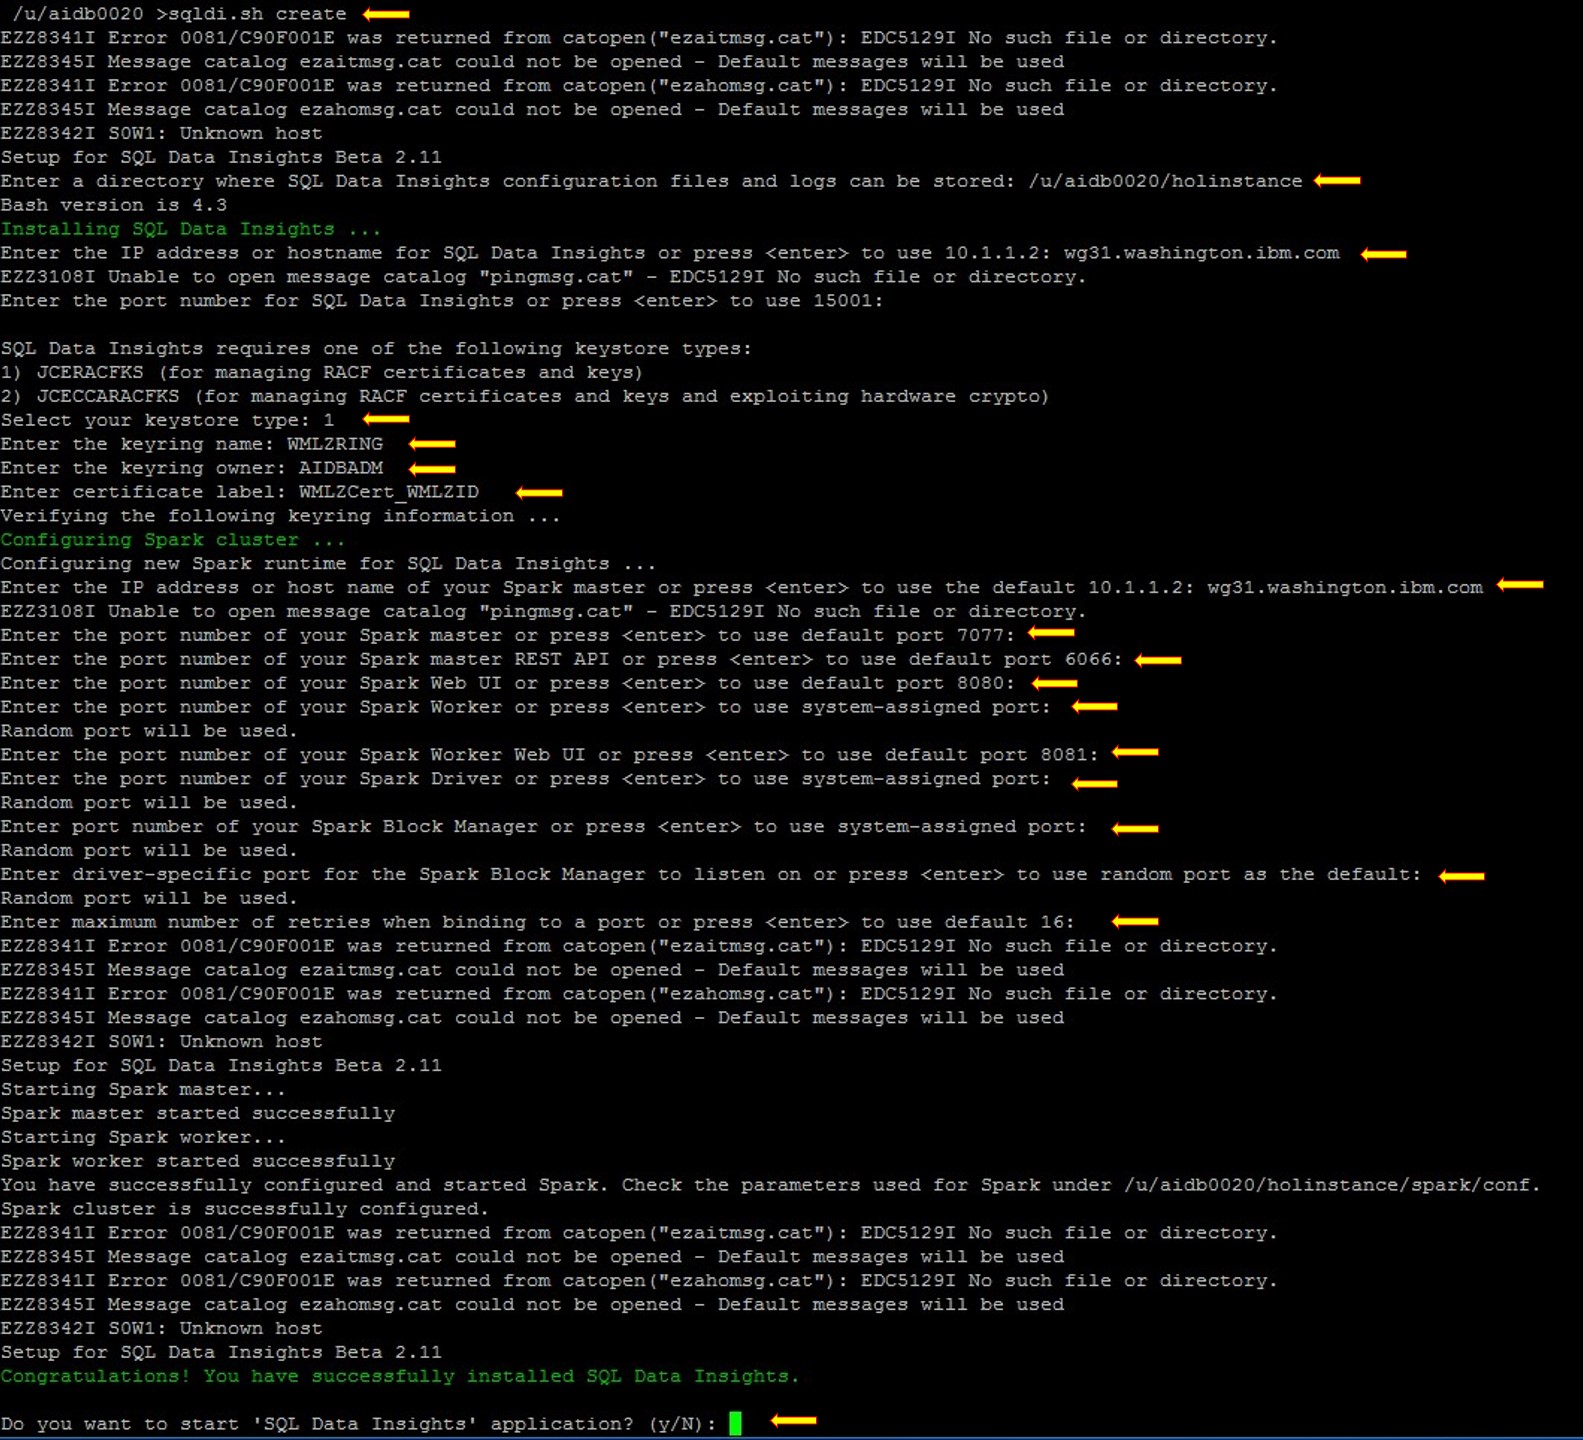 /u/aidb0020 >sqldi.sh create
EZZ8341I Error 0081/C90F001E was returned from catopen("ezaitmsg.cat"): EDC5129I No such file or directory.
EZZ8345I Message catalog ezaitmsg.cat could not be opened - Default messages will be used
EZZ8341I Error 0081/C90F001E was returned from catopen("ezahomsg.cat"): EDC5129I No such file or directory.
EZZ8345I Message catalog ezahomsg.cat could not be opened - Default messages will be used
EZZ8342I S0W1: Unknown host
Setup for SQL Data Insights Beta 2.11
Enter a directory where SQL Data Insights configuration files and logs can be stored: /u/aidb0020/holinstance
Bash version is 4.3
Installing SQL Data Insights ...
Enter the IP address or hostname for SQL Data Insights or press <enter> to use 10.1.1.2: wg31.washington.ibm.com
EZZ3108I Unable to open message catalog "pingmsg.cat" - EDC5129I No such file or directory.
Enter the port number for SQL Data Insights or press <enter> to use 15001:
SQL Data Insights requires one of the following keystore types:
1) JCERACFKS (for managing RACF certificates and keys)
2) JCECCARACFKS (for managing RACF certificates and keys and exploiting hardware crypto)
Select your keystore type: 1
Enter the keyring name: WMLZRING
Enter the keyring owner: AIDBADM
Enter certificate label: WMLZCert_WMLZID
Verifying the following keyring information ...
Configuring Spark cluster ...
Configuring new Spark runtime for SQL Data Insights ...
Enter the IP address or host name of your Spark master or press <enter> to use the default 10.1.1.2: wg31.washington.ibm.com
EZZ3108I Unable to open message catalog "pingmsg.cat" - EDC5129I No such file or directory.
Enter the port number of your Spark master or press <enter> to use default port 7077:
Enter the port number of your Spark master REST API or press <enter> to use default port 6066:
Enter the port number of your Spark Web UI or press <enter> to use default port 8080:
Enter the port number of your Spark Worker or press <enter> to use system-assigned port:
Random port will be used.
Enter the port number of your Spark Worker Web UI or press <enter> to use default port 8081:
Enter the port number of your Spark Driver or press <enter> to use system-assigned port:
Random port will be used.
Enter port number of your Spark Block Manager or press <enter> to use system-assigned port:
Random port will be used.
Enter driver-specific port for the Spark Block Manager to listen on or press <enter> to use random port as the default:
Random port will be used.
Enter maximum number of retries when binding to a port or press <enter> to use default 16:
EZZ8341I Error 0081/C90F001E was returned from catopen("ezaitmsg.cat"): EDC5129I No such file or directory.
EZZ8345I Message catalog ezaitmsg.cat could not be opened - Default messages will be used
EZZ8341I Error 0081/C90F001E was returned from catopen("ezahomsg.cat"): EDC5129I No such file or directory.
EZZ8345I Message catalog ezahomsg.cat could not be opened - Default messages will be used
EZZ8342I S0W1: Unknown host
Setup for SQL Data Insights Beta 2.11
Starting Spark master...
Spark master started successfully
Starting Spark worker...
Spark worker started successfully
You have successfully configured and started Spark. Check the parameters used for Spark under /u/aidb0020/holinstance/spark/conf.
Spark cluster is successfully configured.
EZZ8341I Error 0081/C90F001E was returned from catopen("ezaitmsg.cat"): EDC5129I No such file or directory.
EZZ8345I Message catalog ezaitmsg.cat could not be opened - Default messages will be used
EZZ8341I Error 0081/C90F001E was returned from catopen("ezahomsg.cat"): EDC5129I No such file or directory.
EZZ8345I Message catalog ezahomsg.cat could not be opened - Default messages will be used
EZZ8342I S0W1: Unknown host
Setup for SQL Data Insights Beta 2.11
Congratulations! You have successfully installed SQL Data Insights.
Do you want to start 'SQL Data Insights' application? (y/N):